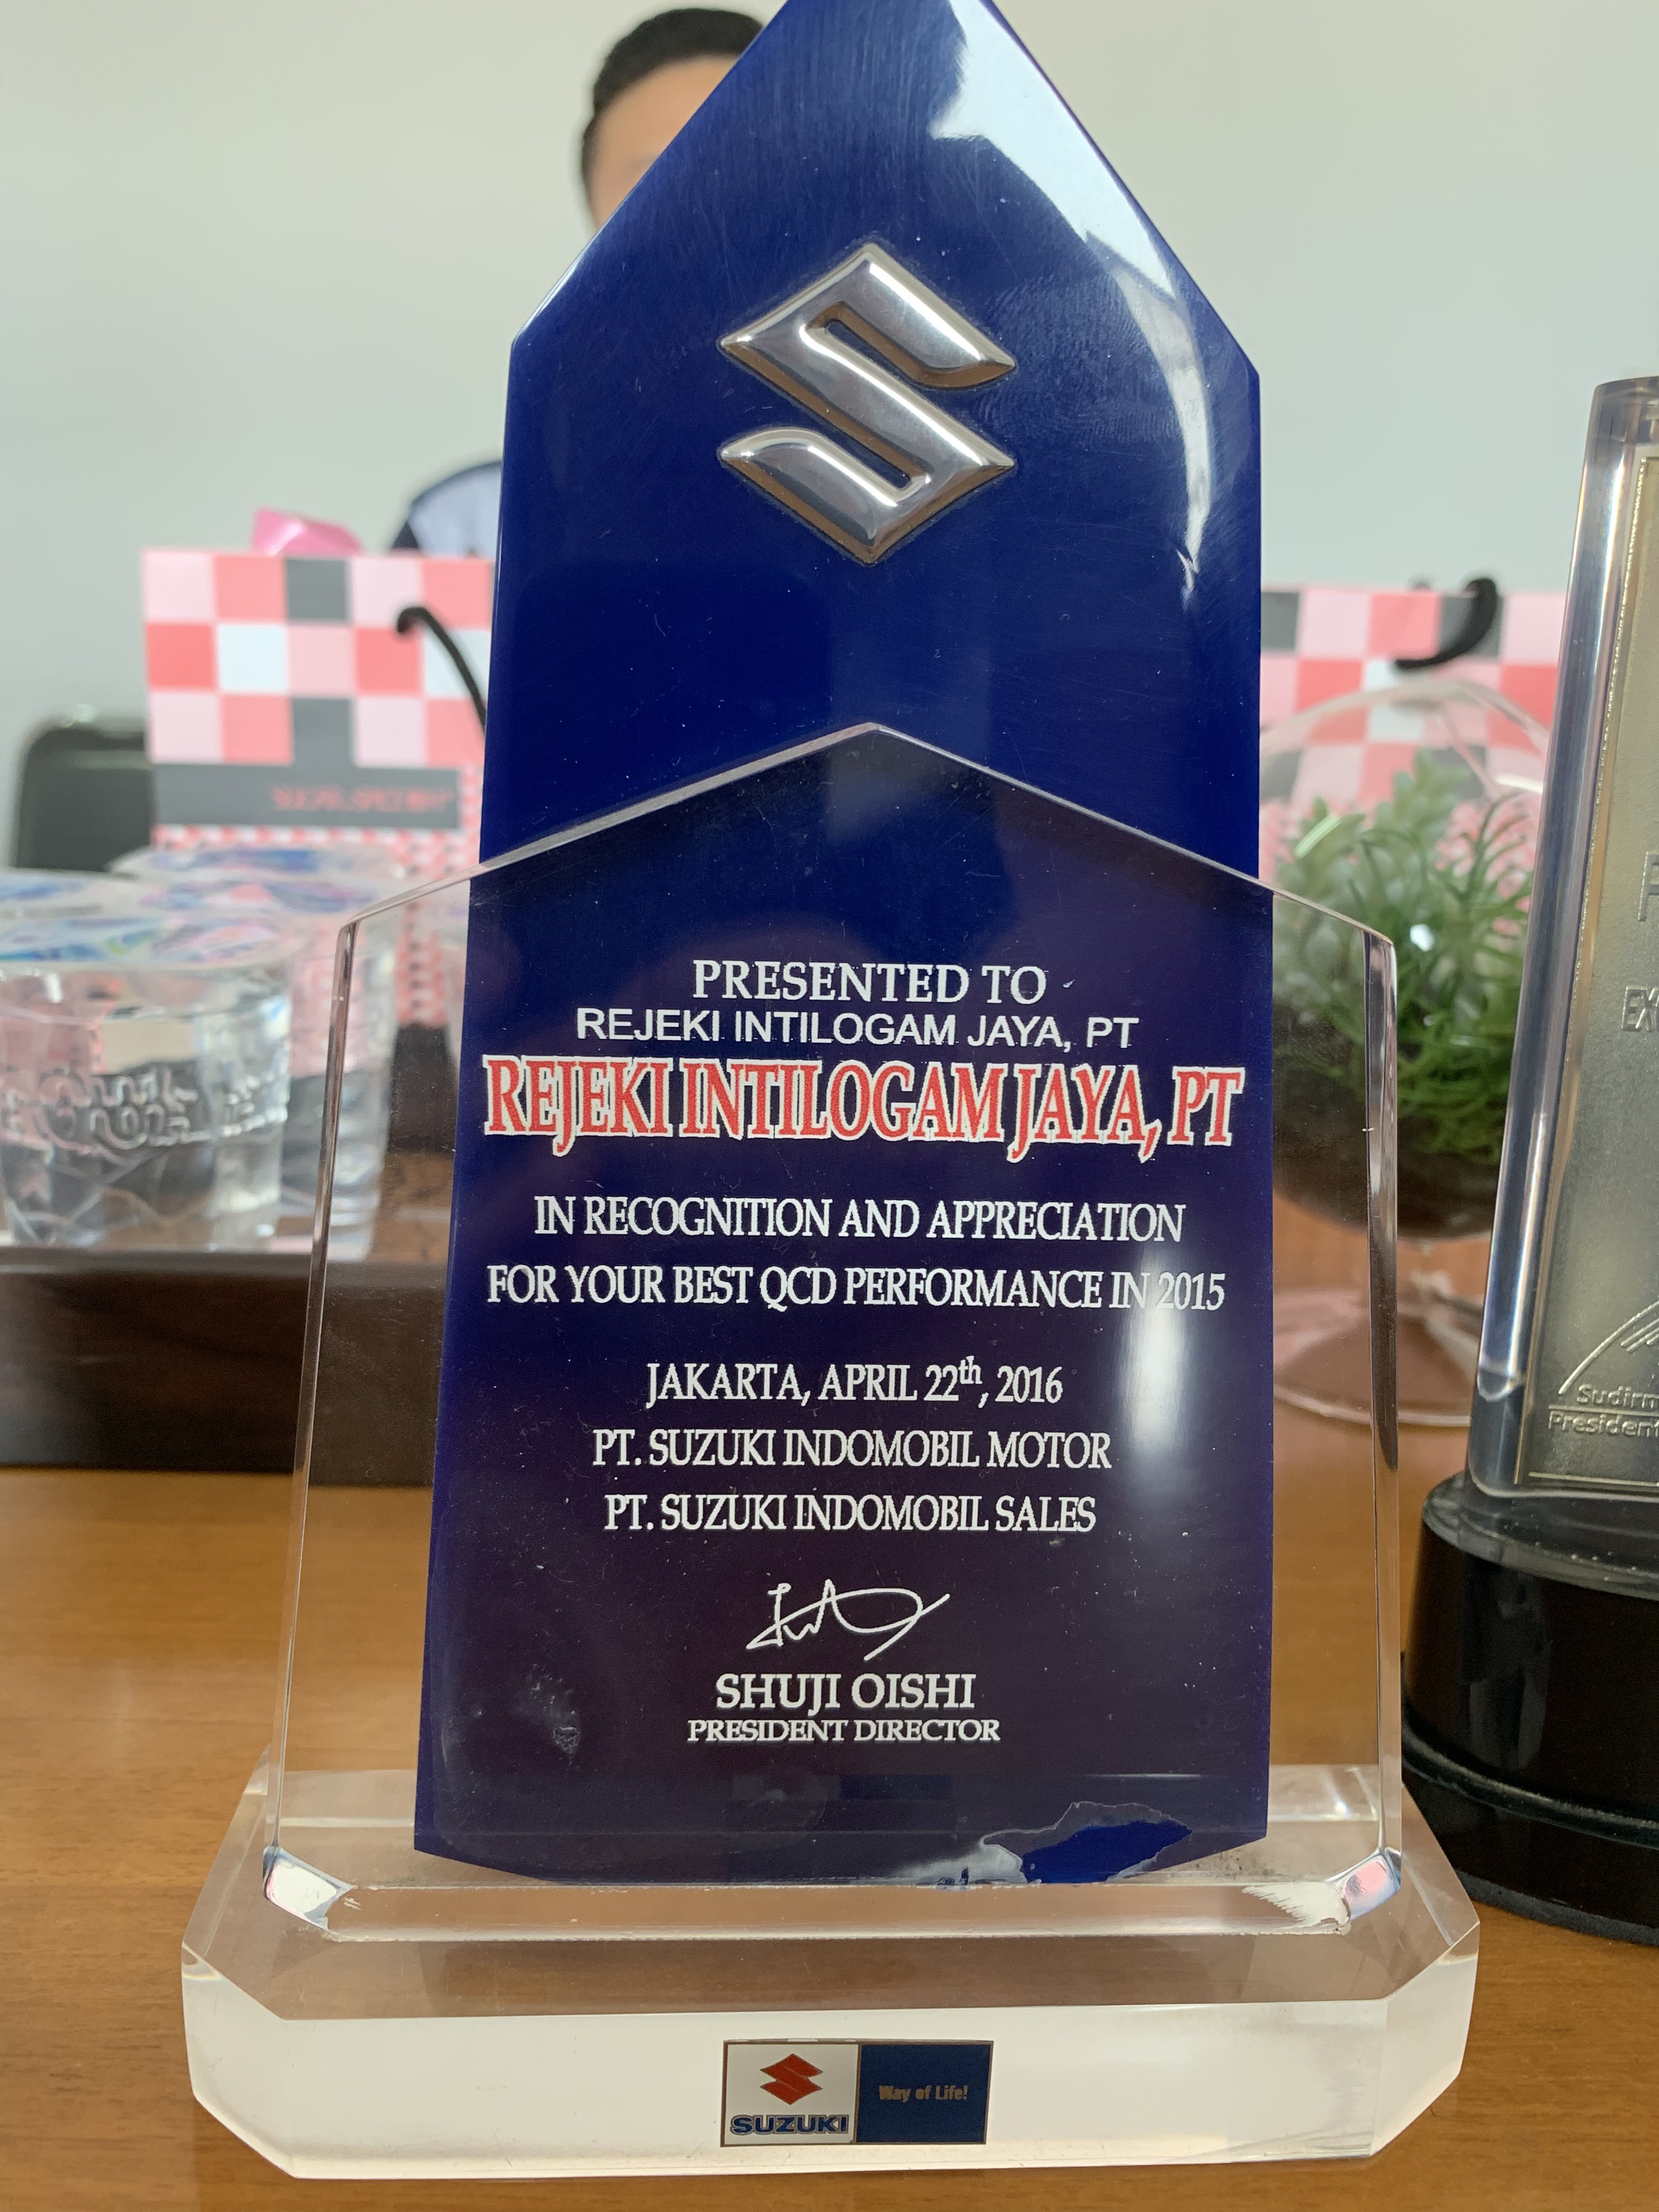 PRESENTED TO
REJEKI INTILOGAM JAYA, PT
REJEKI INTILOGAM JAYA, PT
IN RECOGNITION AND APPRECIATION
FOR YOUR BEST QCD PERFORMANCE IN 2015
JAKARTA, APRIL 22th, 2016
PT. SUZUKI INDOMOBIL MOTOR
PT. SUZUKI INDOMOBIL SALES
SHUJI OISHI
PRESIDENT DIRECTOR
SUZUKI
Way of Life!
President